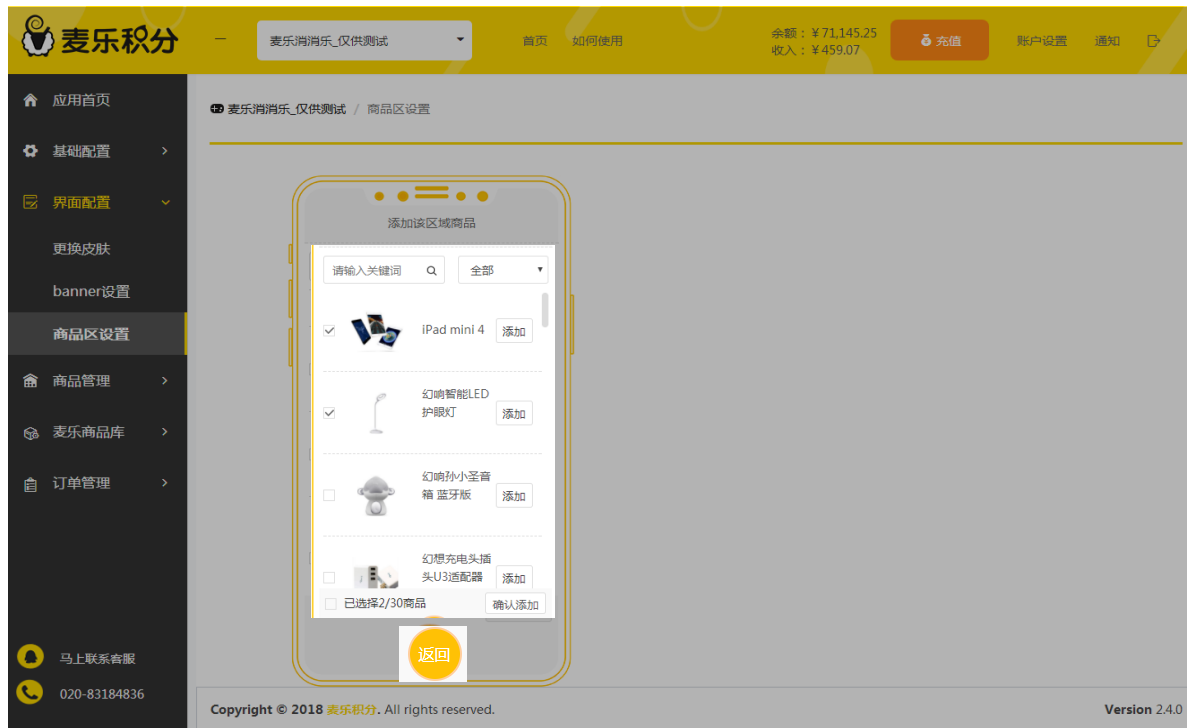 麦乐积分
麦乐消消乐_仅供测试
首页
如何使用
余额：￥71,145.25
收入：￥459.07
充值
账户设置
通知
应用首页
基础配置
界面配置
更换皮肤
banner设置
商品区设置
商品管理
麦乐商品库
订单管理
马上联系客服
020-83184836
麦乐消消乐_仅供测试 / 商品区设置
添加该区域商品
请输入关键词
全部
iPad mini 4
添加
幻响智能LED
护眼灯
添加
幻响孙小圣音
箱 蓝牙版
添加
幻想充电头插
头U3适配器
添加
已选择2/30商品
确认添加
返回
Copyright © 2018 麦乐积分. All rights reserved.
Version 2.4.0